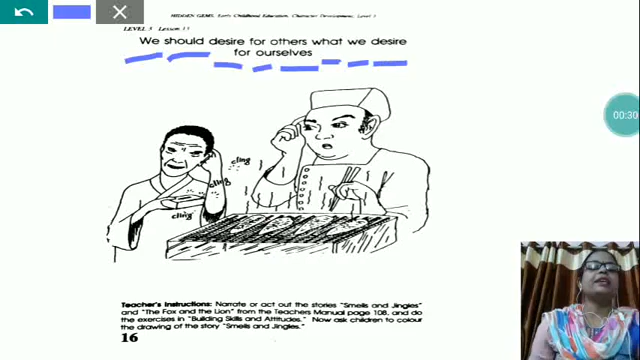 HIDDEN GEMS: Early Childhood Education, Character Development, Level 3
LEVEL 3 Lesson 13
We should desire for others what we desire
for ourselves
cling
cling
cling
00:30
Teacher's Instructions: Narrate or act out the stories "Smells and Jingles"
and "The Fox and the Lion" from the Teachers Manual page 108, and do
the exercises in "Building Skills and Attitudes." Now ask children to colour
the drawing of the story "Smells and Jingles."
16